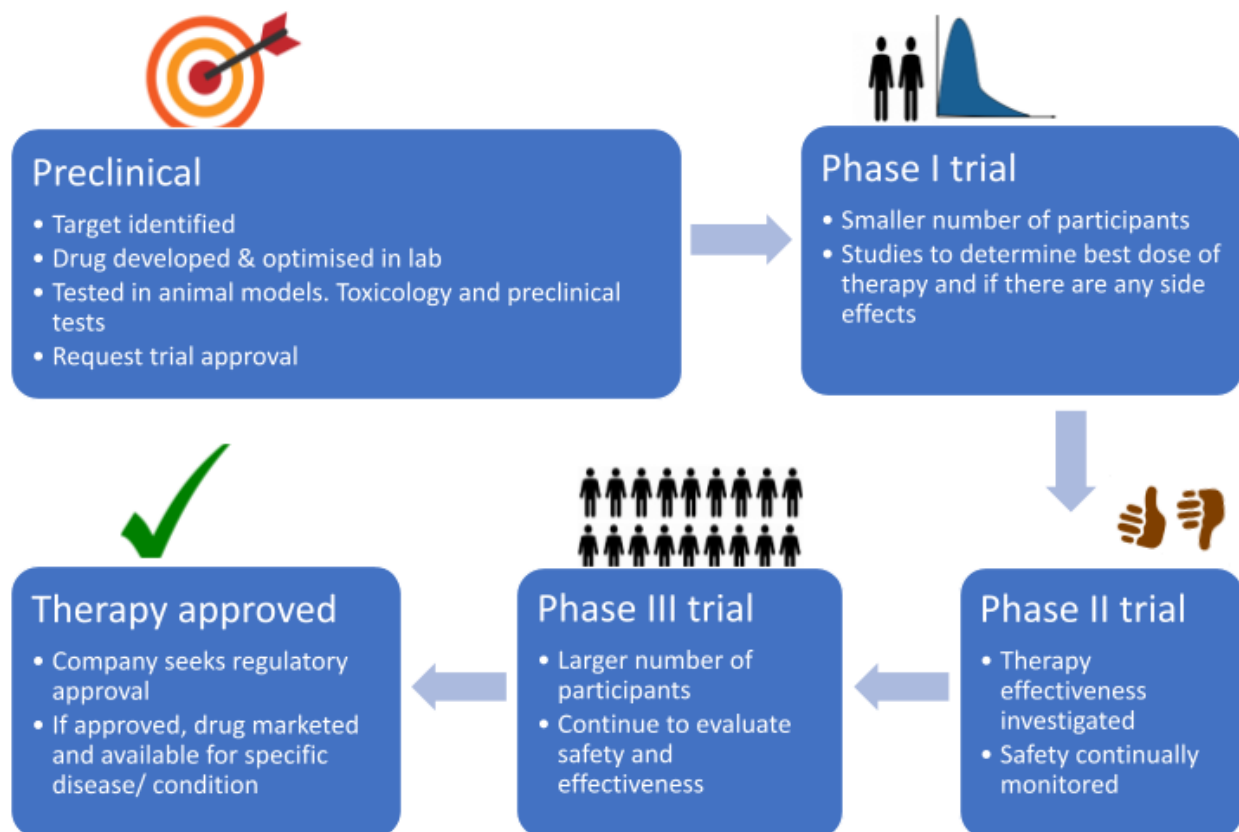 Preclinical
• Target identified
• Drug developed & optimised in lab
• Tested in animal models. Toxicology and preclinical
tests
• Request trial approval
Phase I trial
• Smaller number of participants
• Studies to determine best dose of
therapy and if there are any side
effects
Phase II trial
• Therapy
effectiveness
investigated
• Safety continually
monitored
Phase III trial
• Larger number of
participants
• Continue to evaluate
safety and
effectiveness
Therapy approved
• Company seeks regulatory
approval
• If approved, drug marketed
and available for specific
disease/ condition